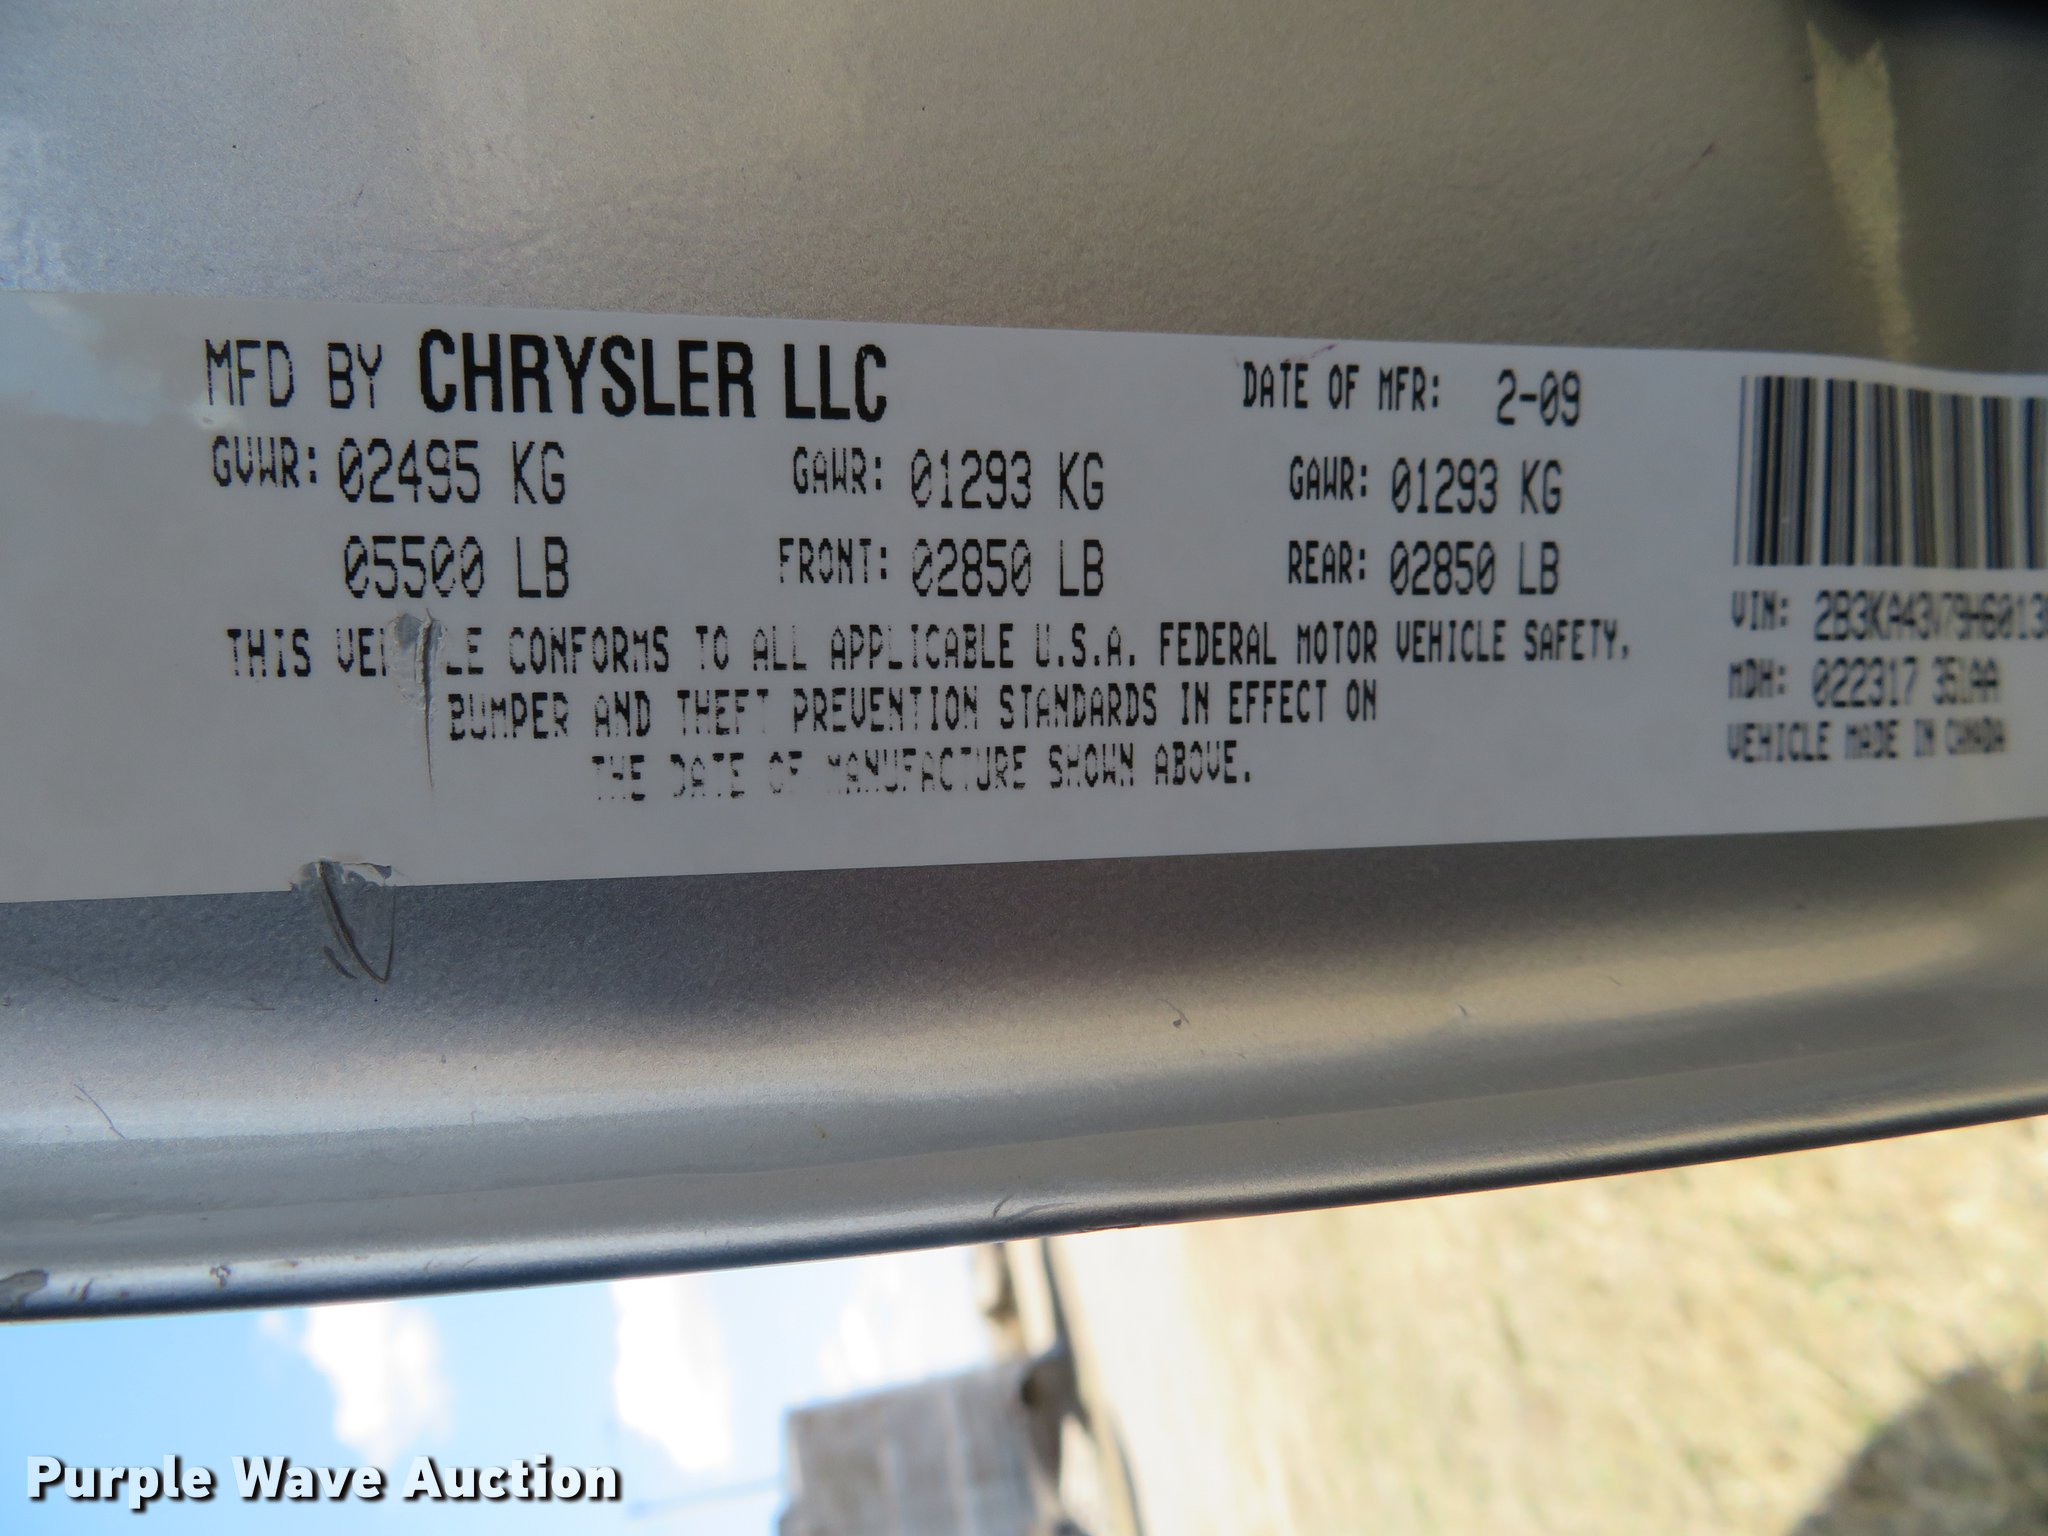 MFD BY CHRYSLER LLC DATE OF MFR: 2-09
GVWR: 02495 KG GAWR: 01293 KG GAWR: 01293 KG
05500 LB FRONT: 02850 LB REAR: 02850 LB
THIS CONFORMS TO ALL APPLICABLE U.S.A. FEDERAL MOTOR VEHICLE SAFETY,
BUMPER AND THEFT PREVENTION STANDARDS IN EFFECT ON
THE DATE OF MANUFACTURE SHOWN ABOVE.
VIN:
MDH: 022317 351AA
VEHICLE MADE IN CANADA
Purple Wave Auction